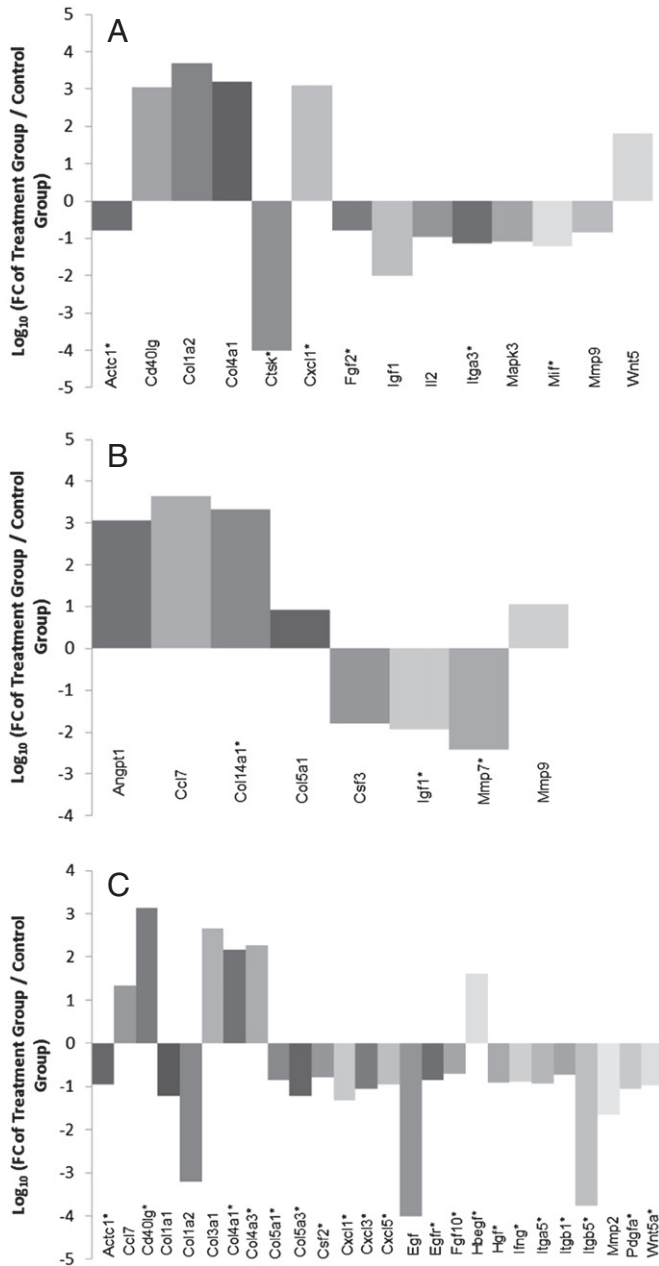 A
Log10 (FC of Treatment Group / Control
Group)
5
4
3
2
1
0
-1
-2
-3
-4
-5
Actc1*
Cd40lg
Col1a2
Col4a1
Ctsk*
Cxcl1*
Fgf2*
Igf1
Il2
Itga3*
Mapk3
Mif*
Mmp9
Wnt5
B
Log10 (FC of Treatment Group / Control
Group)
5
4
3
2
1
0
-1
-2
-3
-4
Angpt1
Ccl7
Col14a1*
Col5a1
Csf3
Igf1*
Mmp7*
Mmp9
C
Log10 (FC of Treatment Group / Control
Group)
4
3
2
1
0
-1
-2
-3
-4
-5
Actc1*
Ccl7
Cd40lg*
Col1a1
Col1a2
Col3a1
Col4a1*
Col4a3*
Col5a1*
Col5a3*
Csf2*
Cxcl1*
Cxcl3*
Cxcl5*
Egf
Egfr*
Fgf10*
Hbegf*
Hgf*
Ifng*
Itga5*
Itgb1*
Itgb5*
Mmp2
Pdgfa*
Wnt5a*